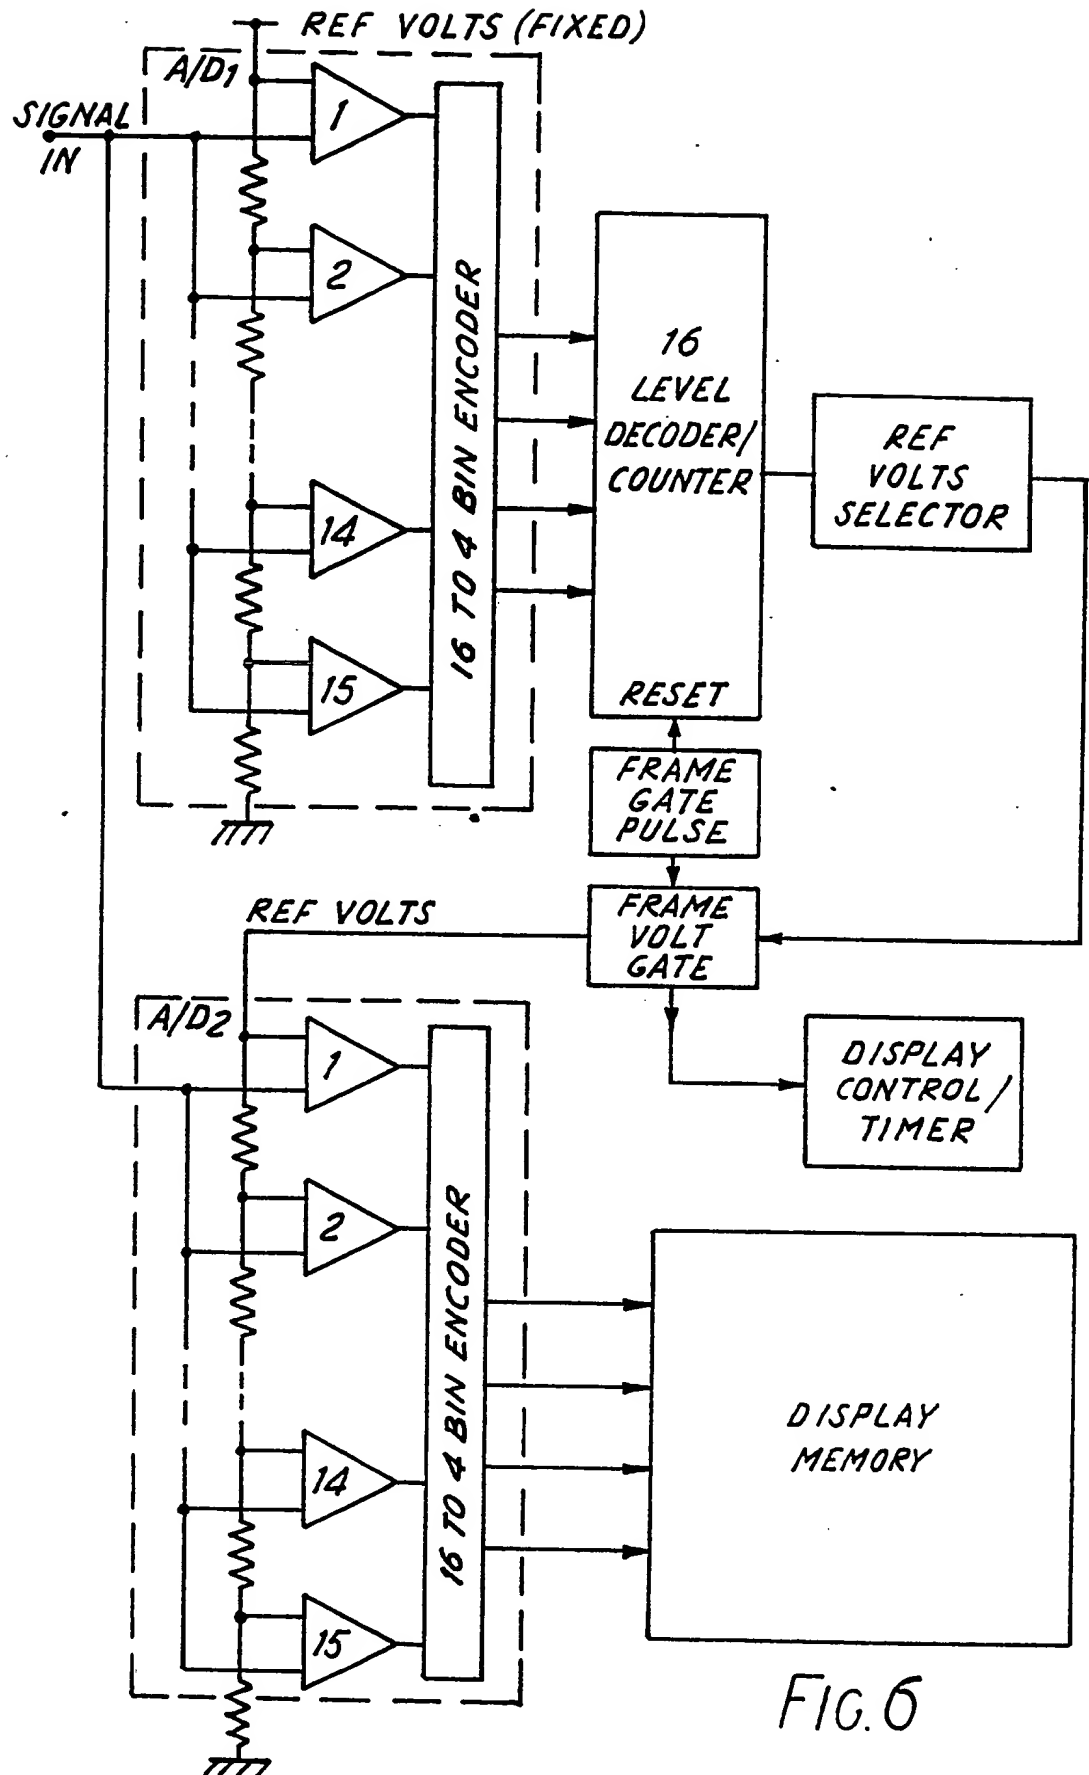 REF VOLTS (FIXED)
A/D1
SIGNAL
IN
1
2
14
15
16 TO 4 BIN ENCODER
16
LEVEL
DECODER/
COUNTER
RESET
REF
VOLTS
SELECTOR
FRAME
GATE
PULSE
FRAME
VOLT
GATE
REF VOLTS
A/D2
1
2
14
15
16 TO 4 BIN ENCODER
DISPLAY
CONTROL/
TIMER
DISPLAY
MEMORY
FIG.6